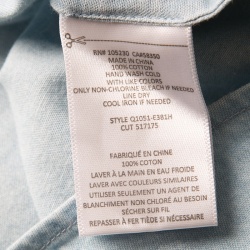 RN# 105230 CA#58350
MADE IN CHINA
100% COTTON
HAND WASH COLD
WITH LIKE COLORS
ONLY NON-CHLORINE BLEACH IF NEEDED
LINE DRY
COOL IRON IF NEEDED
STYLE Q1051-E381H
CUT 517175
FABRIQUÉ EN CHINE
100% COTON
LAVER À LA MAIN EN EAU FROIDE
LAVER AVEC COULEURS SIMILAIRES
UTILISER SEULEMENT UN AGENT DE
BLANCHIMENT NON CHLORÉ AU BESOIN
SÉCHER SUR FIL
REPASSER À FER TIÈDE SI NÉCESSAIRE